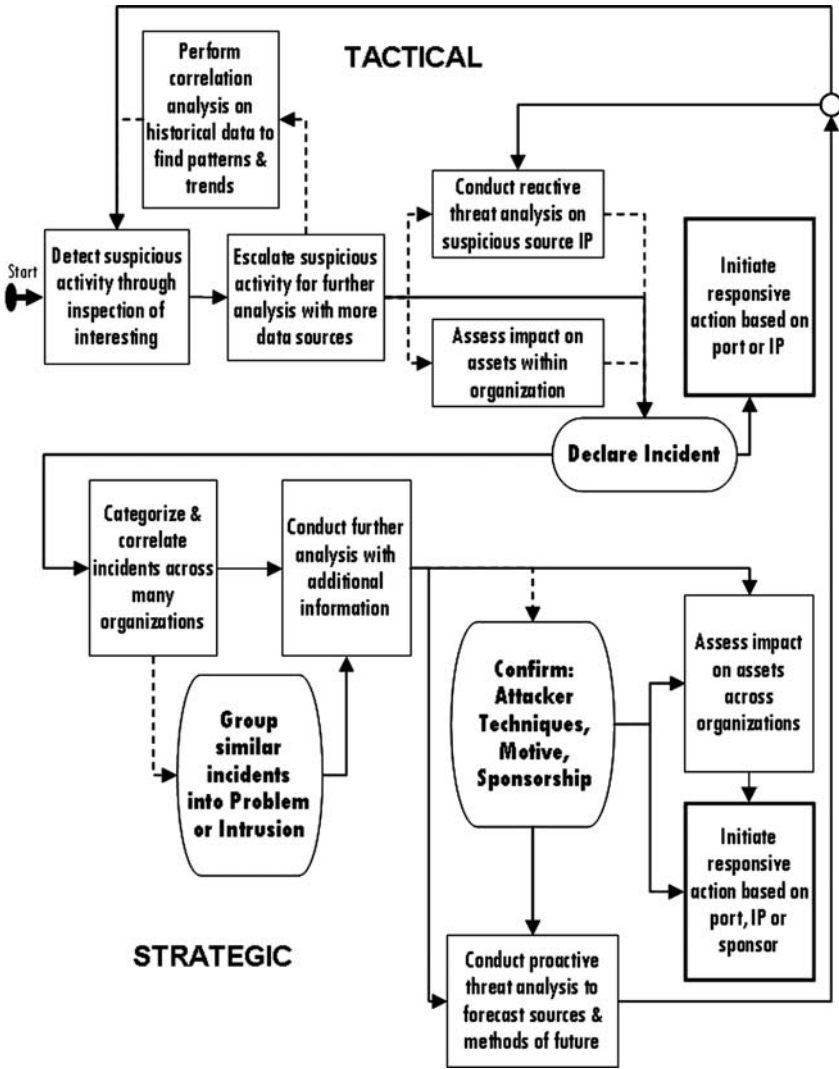 TACTICAL
Perform
correlation
analysis on
historical data to
find patterns &
trends
Start
Detect suspicious
activity through
inspection of
interesting
Escalate suspicious
activity for further
analysis with more
data sources
Conduct reactive
threat analysis on
suspicious source IP
Assess impact on
assets within
organization
Initiate
responsive
action based on
port or IP
Declare Incident
Categorize &
correlate
incidents across
many
organizations
Conduct further
analysis with
additional
information
Group
similar
incidents
into Problem
or Intrusion
Confirm:
Attacker
Techniques,
Motive,
Sponsorship
Assess impact
on assets
across
organizations
Initiate
responsive
action based on
port, IP or
sponsor
STRATEGIC
Conduct proactive
threat analysis to
forecast sources &
methods of future